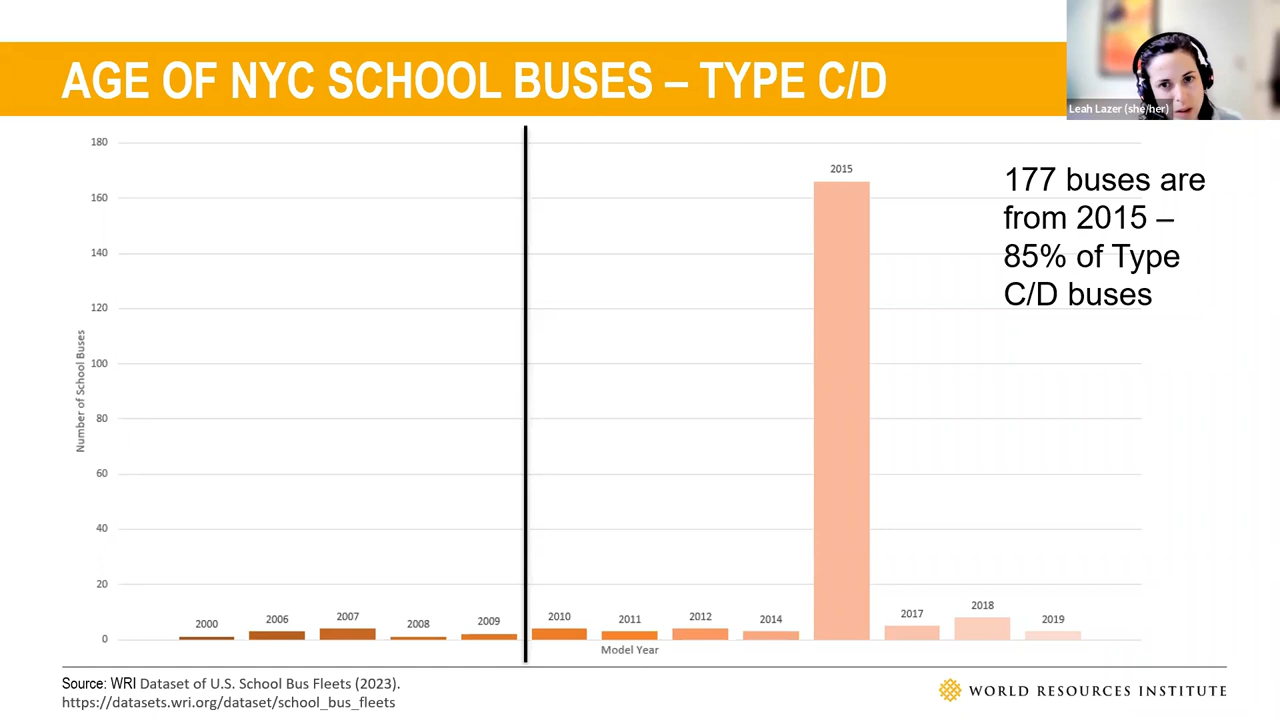 AGE OF NYC SCHOOL BUSES – TYPE C/D
Leah Lazer (she/her)
177 buses are
from 2015 –
85% of Type
C/D buses
180
160
140
120
100
80
60
40
20
0
Number of School Buses
2000
2006
2007
2008
2009
2010
2011
2012
2014
2015
2017
2018
2019
Model Year
Source: WRI Dataset of U.S. School Bus Fleets (2023).
https://datasets.wri.org/dataset/school_bus_fleets
WORLD RESOURCES INSTITUTE